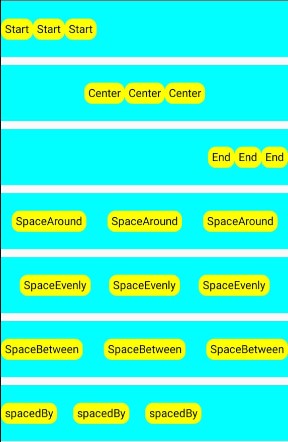 Start Start Start
Center Center Center
End End End
SpaceAround SpaceAround SpaceAround
SpaceEvenly SpaceEvenly SpaceEvenly
SpaceBetween SpaceBetween SpaceBetween
spacedBy spacedBy spacedBy